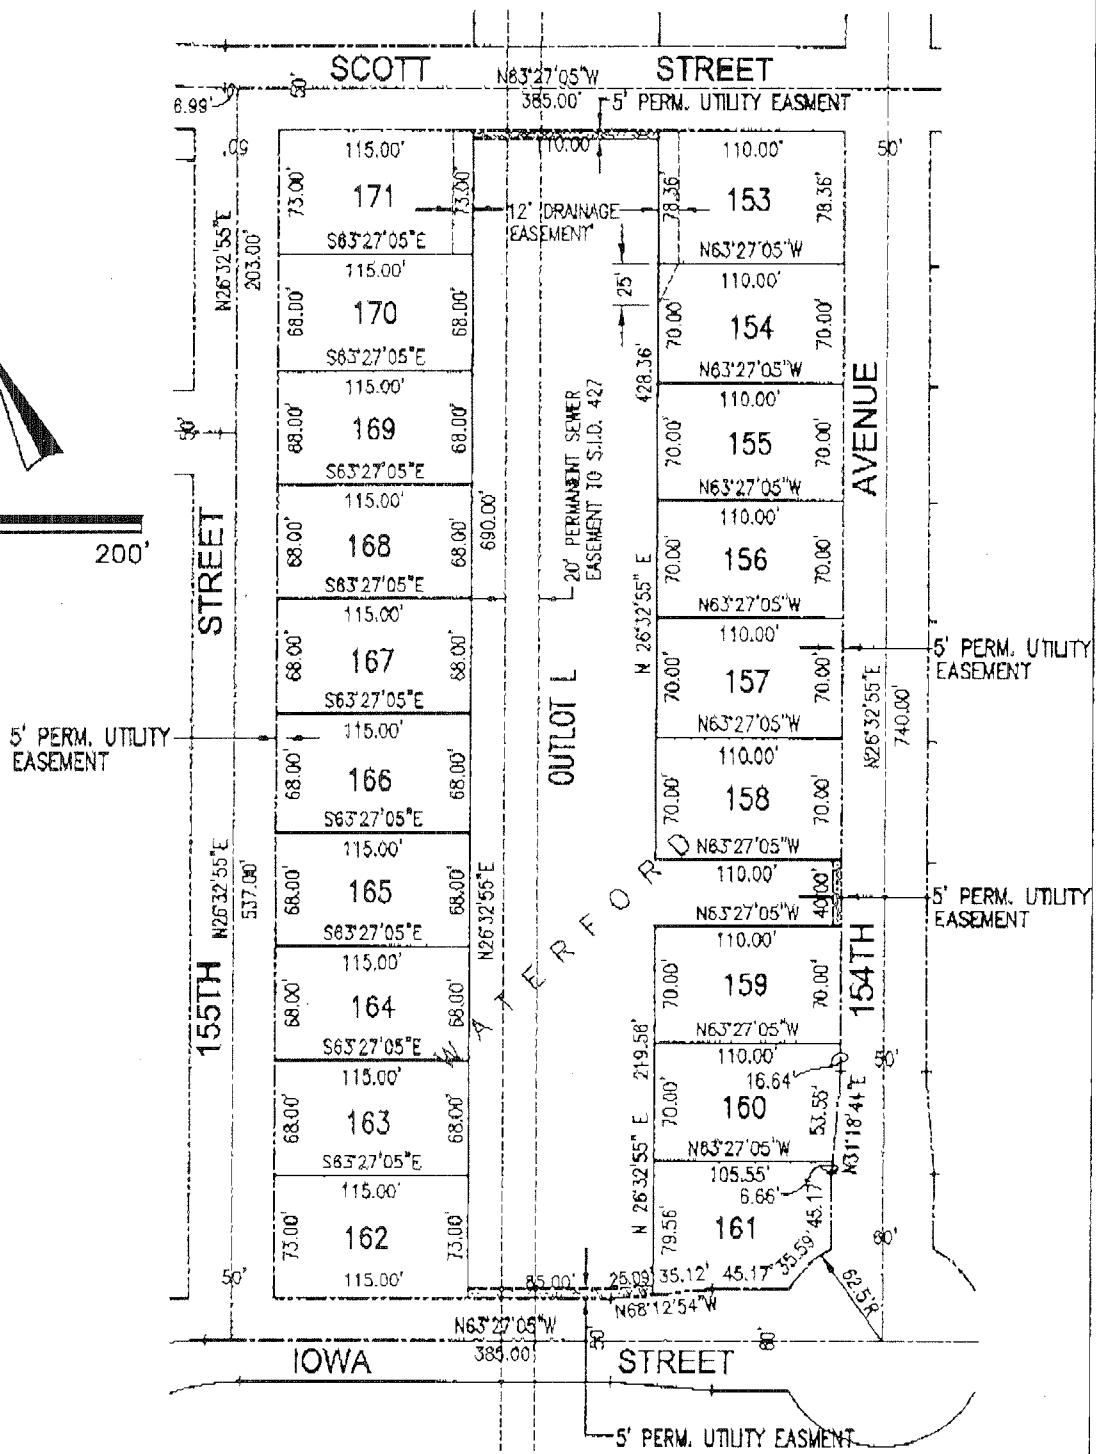 SCOTT STREET
N63°27'05"W
385.00'
5' PERM. UTILITY EASMENT
6.99'
50'
50'
50'
115.00'
110.00'
110.00'
73.00'
171
73.00'
78.36'
153
78.36'
12' DRAINAGE
EASEMENT
S63°27'05"E
N63°27'05"W
N26°32'55"E
203.00'
115.00'
110.00'
25'
68.00'
170
68.00'
70.00'
154
70.00'
S63°27'05"E
N63°27'05"W
428.36'
115.00'
110.00'
50'
68.00'
169
68.00'
70.00'
155
70.00'
S63°27'05"E
N63°27'05"W
AVENUE
20' PERMANENT SEWER
EASEMENT TO S.I.D. 427
690.00'
200'
STREET
115.00'
110.00'
68.00'
168
68.00'
70.00'
156
70.00'
S63°27'05"E
N63°27'05"W
N 26°32'55" E
115.00'
110.00'
68.00'
167
68.00'
70.00'
157
70.00'
S63°27'05"E
N63°27'05"W
5' PERM. UTILITY
EASEMENT
N26°32'55"E
740.00'
OUTLOT L
5' PERM. UTILITY
EASEMENT
115.00'
110.00'
68.00'
166
68.00'
70.00'
158
70.00'
S63°27'05"E
N63°27'05"W
WATERFORD
115.00'
110.00'
68.00'
165
68.00'
40.00'
S63°27'05"E
N63°27'05"W
5' PERM. UTILITY
EASEMENT
N26°32'55"E
537.00'
N26°32'55"E
155TH
154TH
115.00'
110.00'
68.00'
164
68.00'
70.00'
159
70.00'
S63°27'05"E
N63°27'05"W
219.56'
115.00'
110.00'
16.64'
50'
68.00'
163
68.00'
70.00'
160
53.55'
N31°18'44"E
S63°27'05"E
N63°27'05"W
N 26°32'55" E
115.00'
105.55'
6.66'
73.00'
162
73.00'
79.56'
161
45.17'
60'
115.00'
50'
85.00'
25.09'
35.12'
45.17'
35.59'
62.5'R
N68°12'54"W
N63°27'05"W
385.00'
50'
60'
IOWA STREET
5' PERM. UTILITY EASMENT